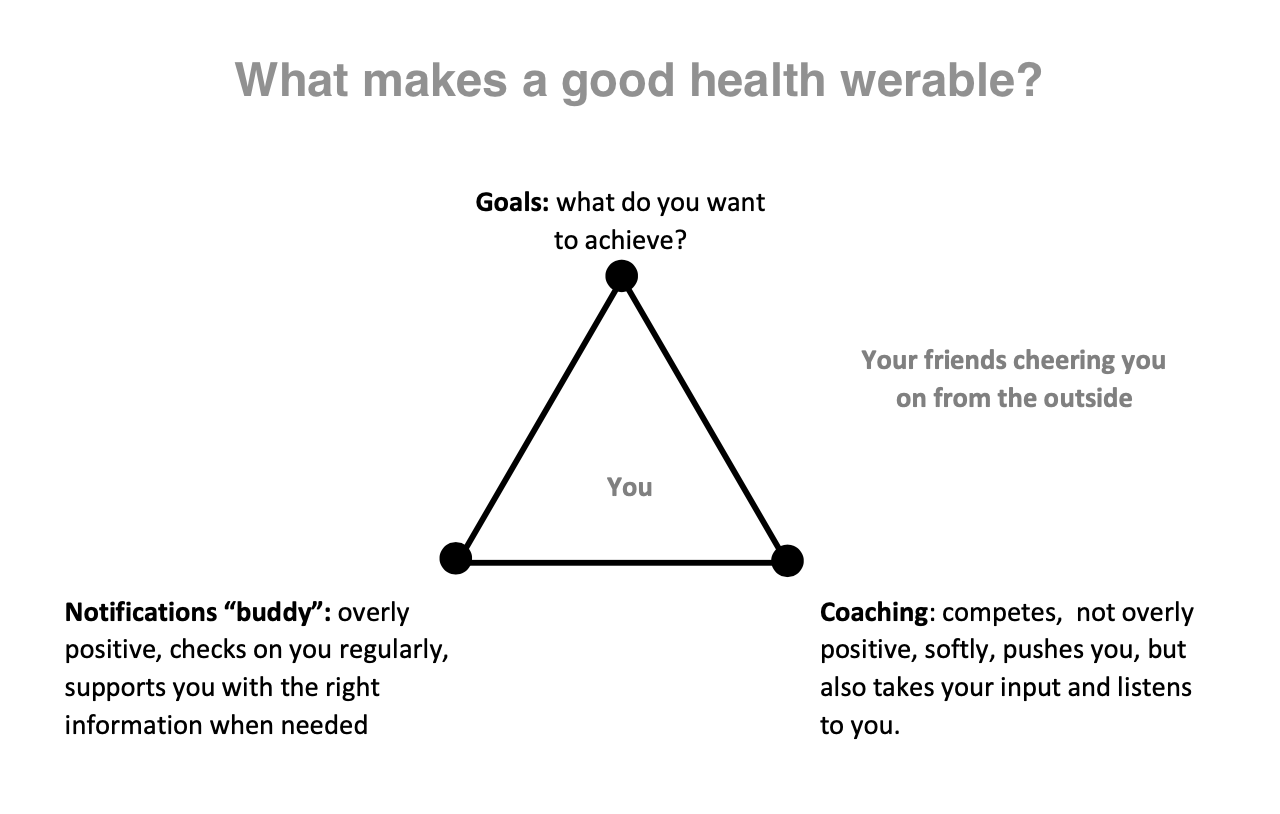 What makes a good health werable?
Goals: what do you want
to achieve?
Your friends cheering you
on from the outside
You
Notifications “buddy”: overly
positive, checks on you regularly,
supports you with the right
information when needed
Coaching: competes,  not overly
positive, softly, pushes you, but
also takes your input and listens
to you.